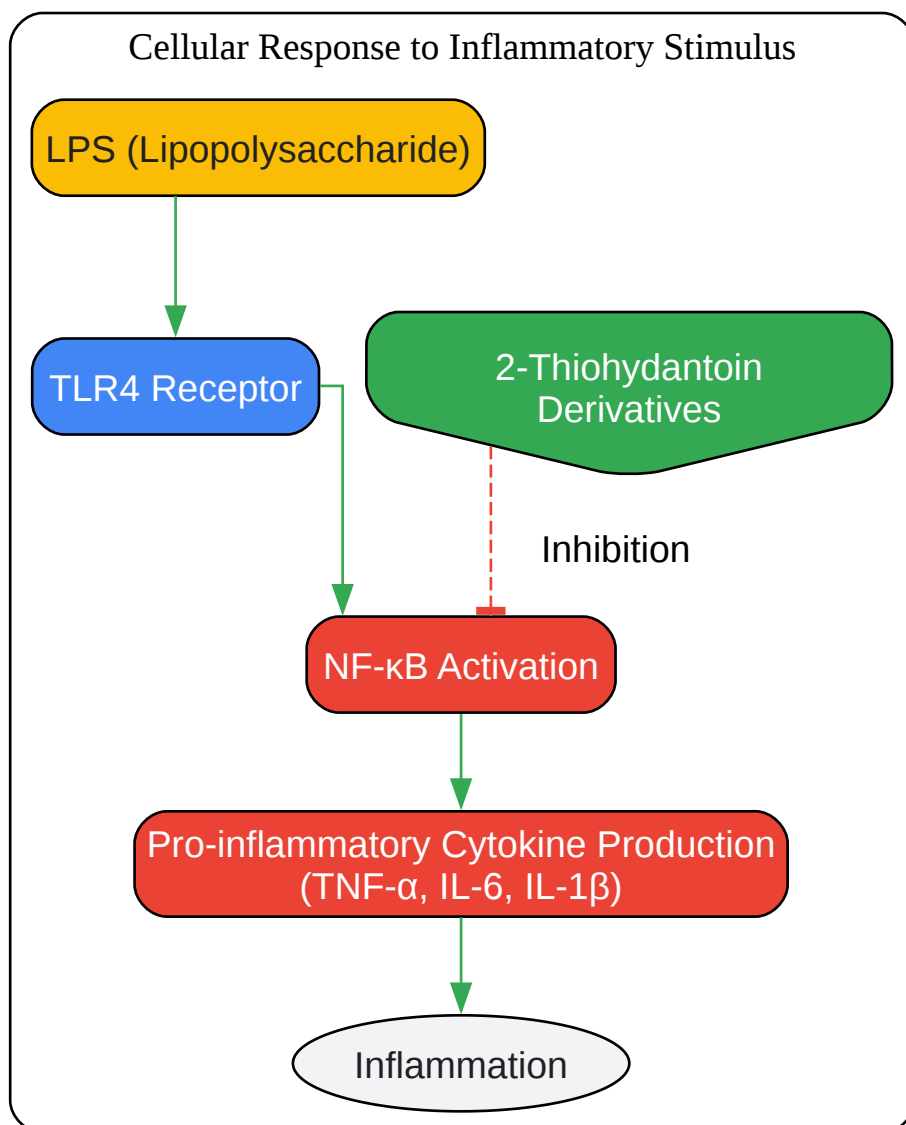 Cellular Response to Inflammatory Stimulus
LPS (Lipopolysaccharide)
TLR4 Receptor
2-Thiohydantoin
Derivatives
Inhibition
NF-κB Activation
Pro-inflammatory Cytokine Production
(TNF-α, IL-6, IL-1β)
Inflammation